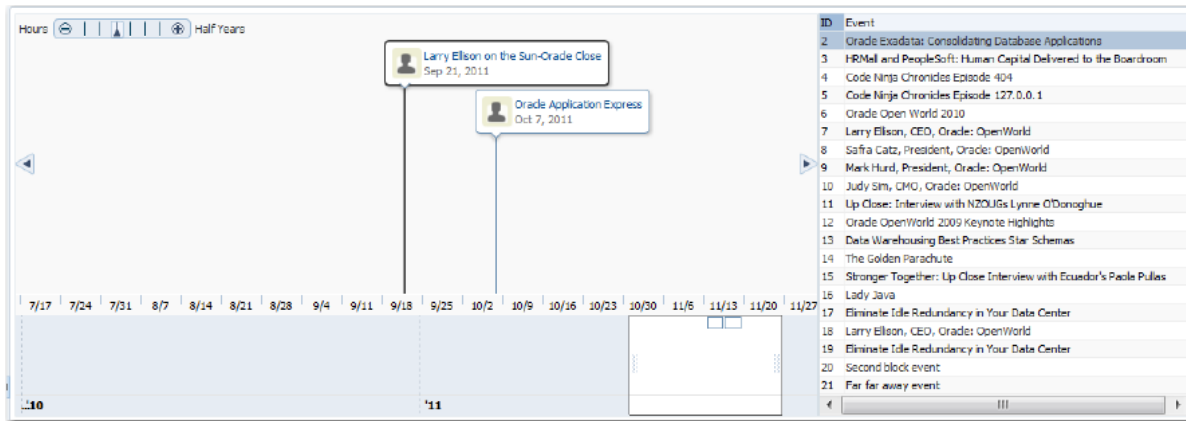 Hours
Half Years
Larry Ellison on the Sun-Oracle Close
Sep 21, 2011
Oracle Application Express
Oct 7, 2011
7/17 7/24 7/31 8/7 8/14 8/21 8/28 9/4 9/11 9/18 9/25 10/2 10/9 10/16 10/23 10/30 11/6 11/13 11/20 11/27
'10
'11
ID Event
2 Oracle Exadata: Consolidating Database Applications
3 HRMall and PeopleSoft: Human Capital Delivered to the Boardroom
4 Code Ninja Chronicles Episode 404
5 Code Ninja Chronicles Episode 127.0.0.1
6 Oracle Open World 2010
7 Larry Ellison, CEO, Oracle: OpenWorld
8 Safra Catz, President, Oracle: OpenWorld
9 Mark Hurd, President, Oracle: OpenWorld
10 Judy Sim, CMO, Oracle: OpenWorld
11 Up Close: Interview with NZOUGs Lynne O'Donoghue
12 Oracle OpenWorld 2009 Keynote Highlights
13 Data Warehousing Best Practices Star Schemas
14 The Golden Parachute
15 Stronger Together: Up Close Interview with Ecuador's Paola Pullas
16 Lady Java
17 Eliminate Idle Redundancy in Your Data Center
18 Larry Ellison, CEO, Oracle: OpenWorld
19 Eliminate Idle Redundancy in Your Data Center
20 Second block event
21 Far far away event